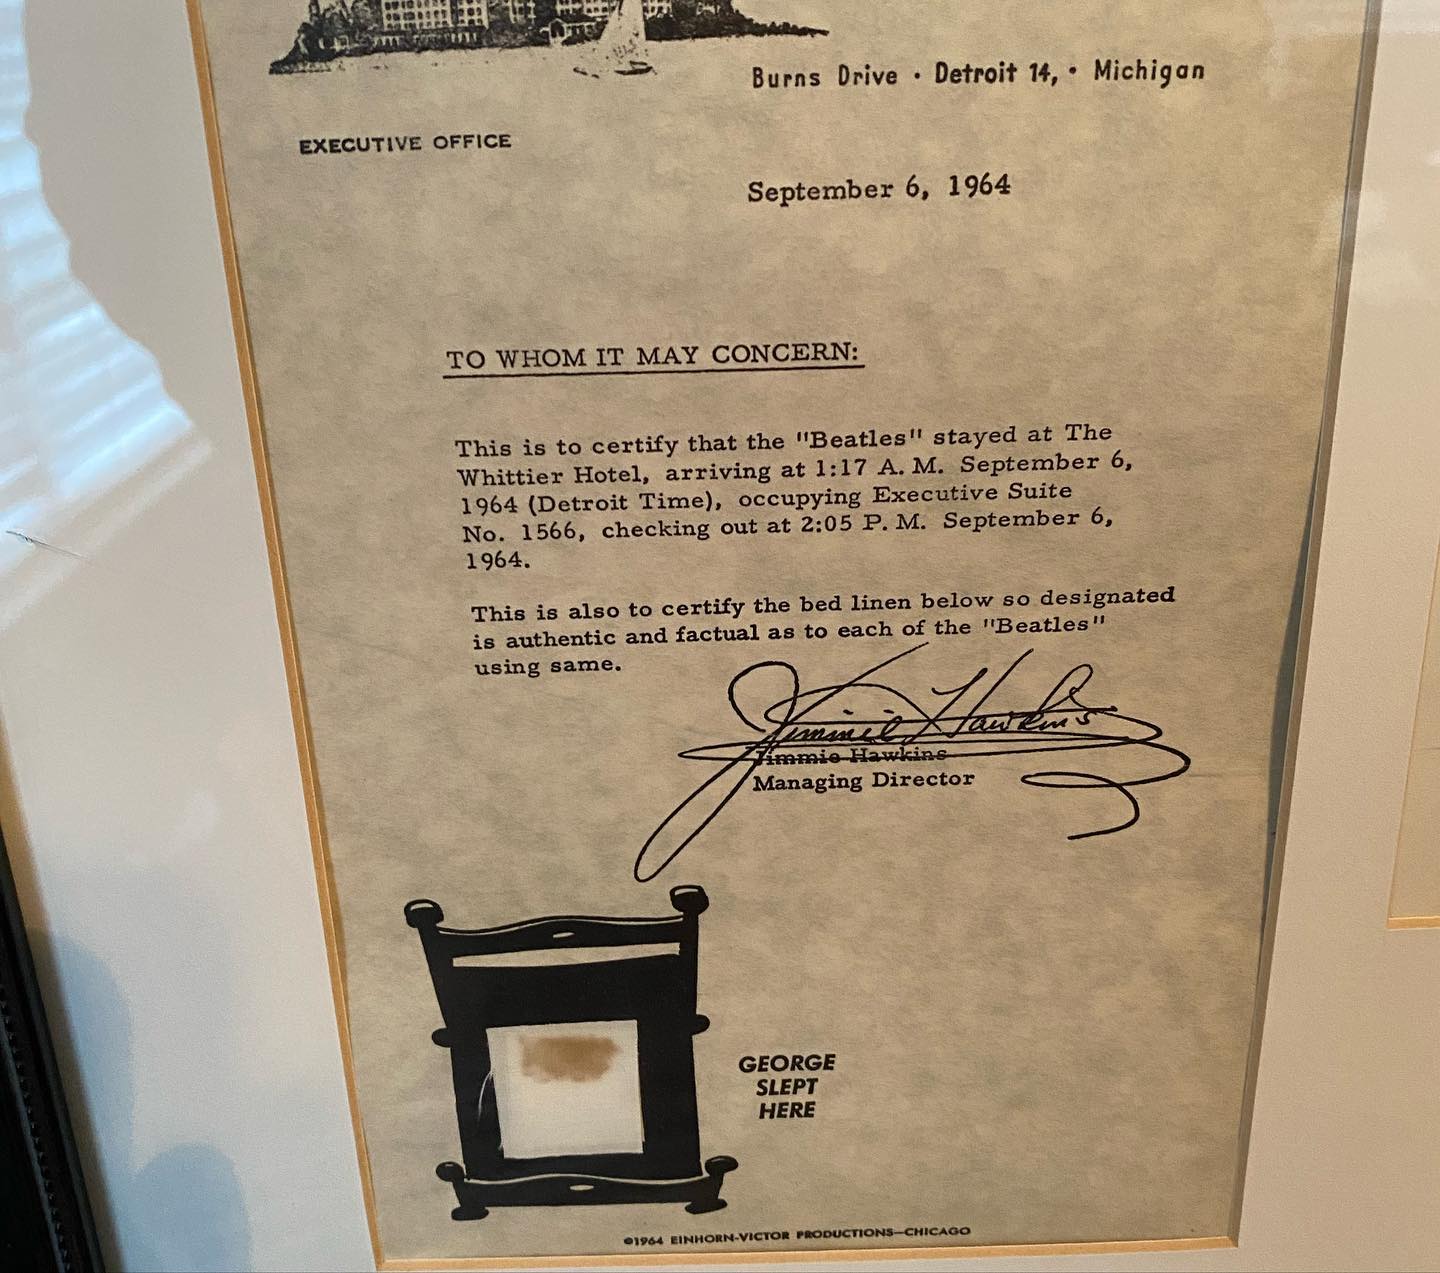 Burns Drive • Detroit 14, • Michigan
EXECUTIVE OFFICE
September 6, 1964
TO WHOM IT MAY CONCERN:
This is to certify that the "Beatles" stayed at The
Whittier Hotel, arriving at 1:17 A. M. September 6,
1964 (Detroit Time), occupying Executive Suite
No. 1566, checking out at 2:05 P. M. September 6,
1964.
This is also to certify the bed linen below so designated
is authentic and factual as to each of the "Beatles"
using same.
Jimmie Hawkins
Jimmie Hawkins
Managing Director
GEORGE
SLEPT
HERE
©1964 EINHORN-VICTOR PRODUCTIONS—CHICAGO